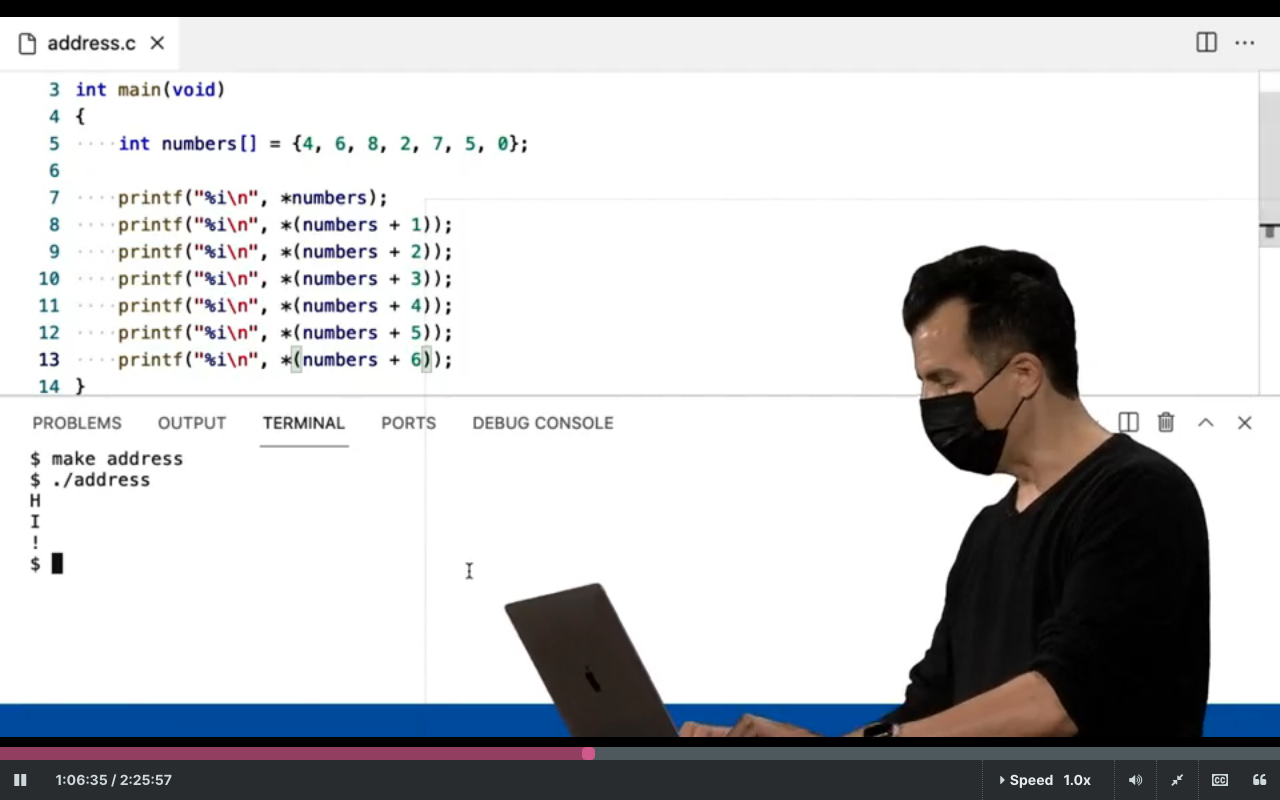 address.c
3 int main(void)
4 {
5 ····int numbers[] = {4, 6, 8, 2, 7, 5, 0};
6
7 ····printf("%i\n", *numbers);
8 ····printf("%i\n", *(numbers + 1));
9 ····printf("%i\n", *(numbers + 2));
10 ····printf("%i\n", *(numbers + 3));
11 ····printf("%i\n", *(numbers + 4));
12 ····printf("%i\n", *(numbers + 5));
13 ····printf("%i\n", *(numbers + 6));
14 }
PROBLEMS OUTPUT TERMINAL PORTS DEBUG CONSOLE
$ make address
$ ./address
H
I
!
$
1:06:35 / 2:25:57 Speed 1.0x CC